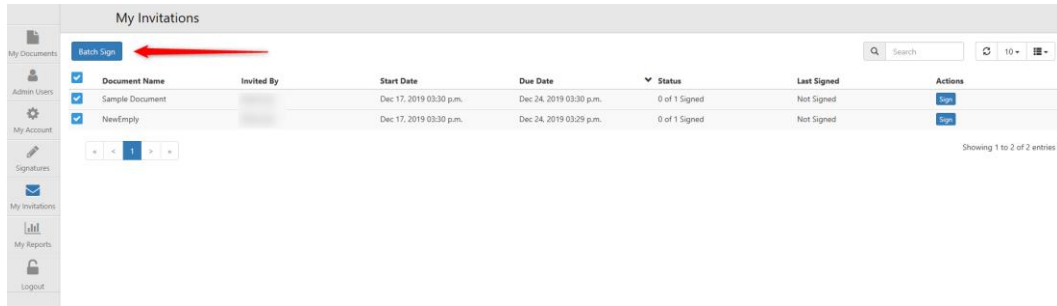 My Invitations
My Documents
Admin Users
My Account
Signatures
My Invitations
My Reports
Logout
Batch Sign
Search
10
Document Name Invited By Start Date Due Date Status Last Signed Actions
Sample Document Dec 17, 2019 03:30 p.m. Dec 24, 2019 03:30 p.m. 0 of 1 Signed Not Signed Sign
NewEmply Dec 17, 2019 03:30 p.m. Dec 24, 2019 03:29 p.m. 0 of 1 Signed Not Signed Sign
« < 1 > »
Showing 1 to 2 of 2 entries